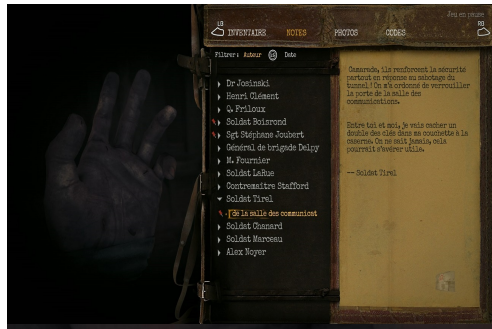 Jeu en pause
LB
INVENTAIRE
NOTES
PHOTOS
CODES
RB
Filtrer: Auteur LS Date
Dr Josinski
Henri Clément
Q. Friloux
Soldat Boisrond
Sgt Stéphane Joubert
Général de brigade Delpy
M. Fournier
Soldat LaRue
Contremaître Stafford
Soldat Tirel
de la salle des communicat
Soldat Chanard
Soldat Marceau
Alex Noyer
Camarade, ils renforcent la sécurité
partout en réponse au sabotage du
tunnel! On m'a ordonné de verrouiller
la porte de la salle des
communications.
Entre toi et moi, je vais cacher un
double des clés dans ma couchette à la
caserne. On ne sait jamais, cela
pourrait s'avérer utile.
-- Soldat Tirel